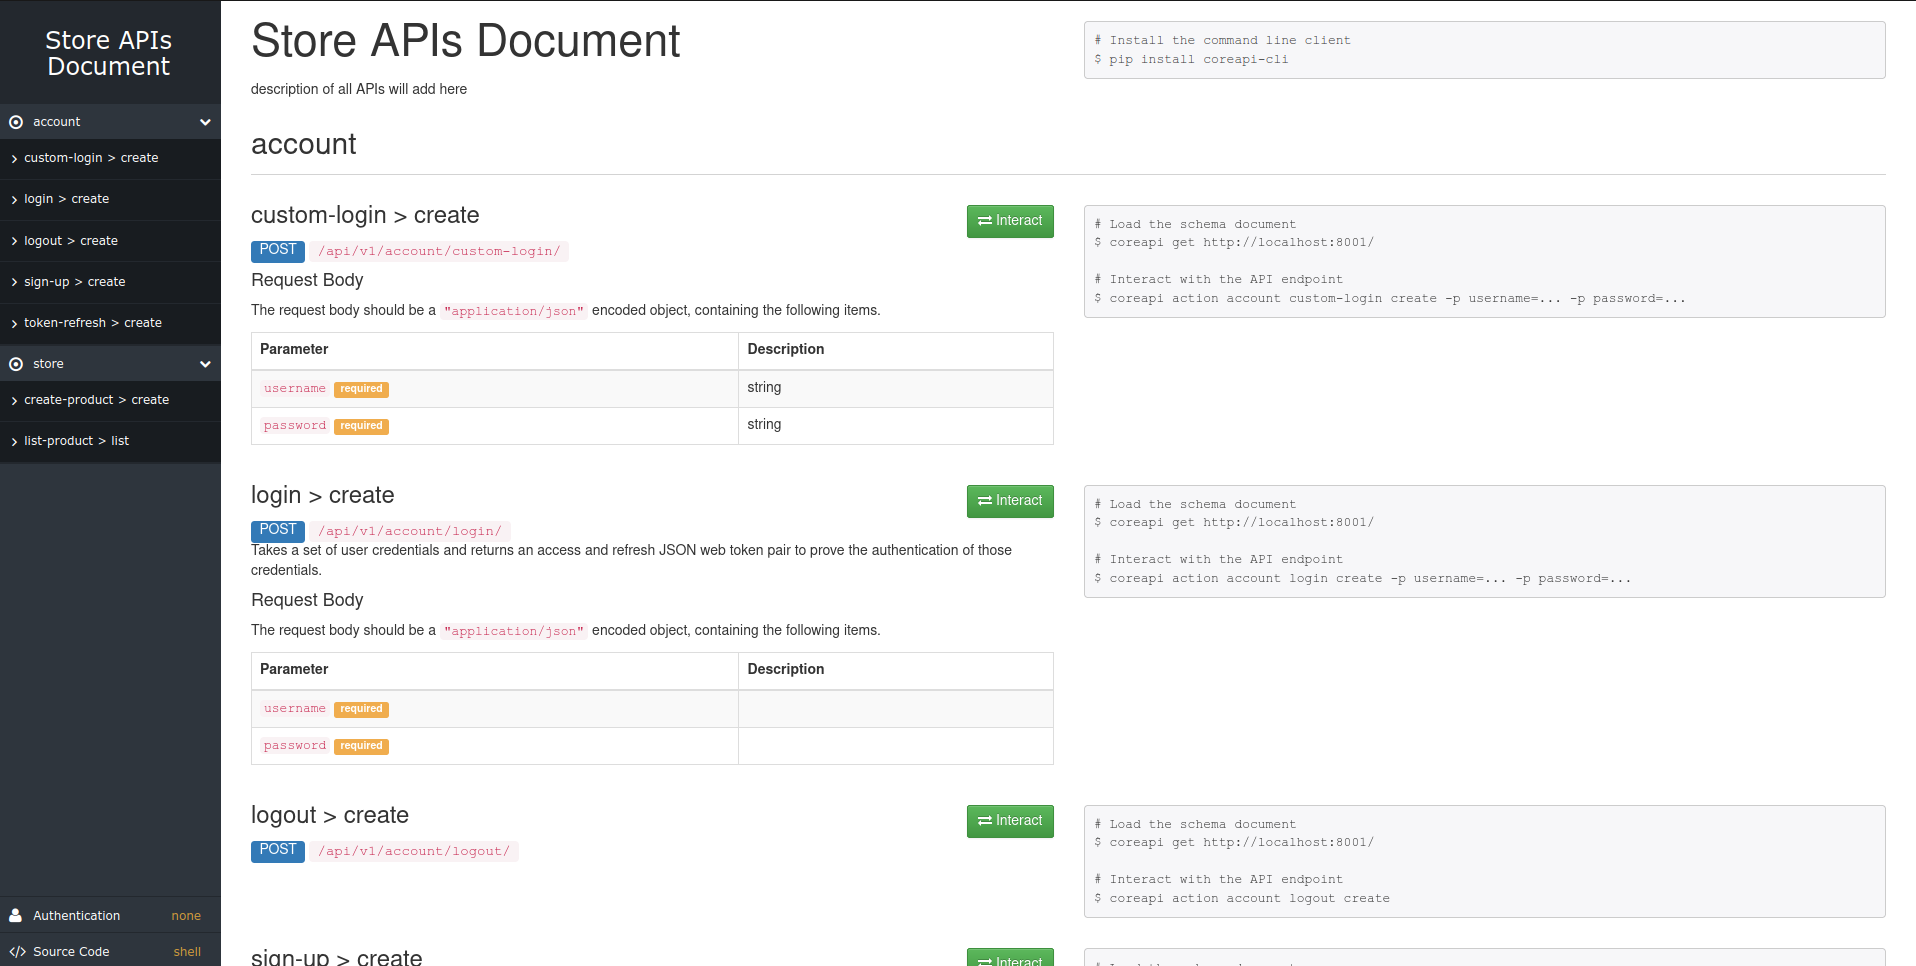 Store APIs
Document
account
custom-login > create
login > create
logout > create
sign-up > create
token-refresh > create
store
create-product > create
list-product > list
Authentication none
</> Source Code shell
Store APIs Document
description of all APIs will add here
# Install the command line client
$ pip install coreapi-cli
account
custom-login > create
Interact
POST /api/v1/account/custom-login/
Request Body
The request body should be a "application/json" encoded object, containing the following items.
Parameter Description
username required string
password required string
# Load the schema document
$ coreapi get http://localhost:8001/
# Interact with the API endpoint
$ coreapi action account custom-login create -p username=... -p password=...
login > create
Interact
POST /api/v1/account/login/
Takes a set of user credentials and returns an access and refresh JSON web token pair to prove the authentication of those
credentials.
Request Body
The request body should be a "application/json" encoded object, containing the following items.
Parameter Description
username required
password required
# Load the schema document
$ coreapi get http://localhost:8001/
# Interact with the API endpoint
$ coreapi action account login create -p username=... -p password=...
logout > create
Interact
POST /api/v1/account/logout/
# Load the schema document
$ coreapi get http://localhost:8001/
# Interact with the API endpoint
$ coreapi action account logout create
sign-up > create
Interact